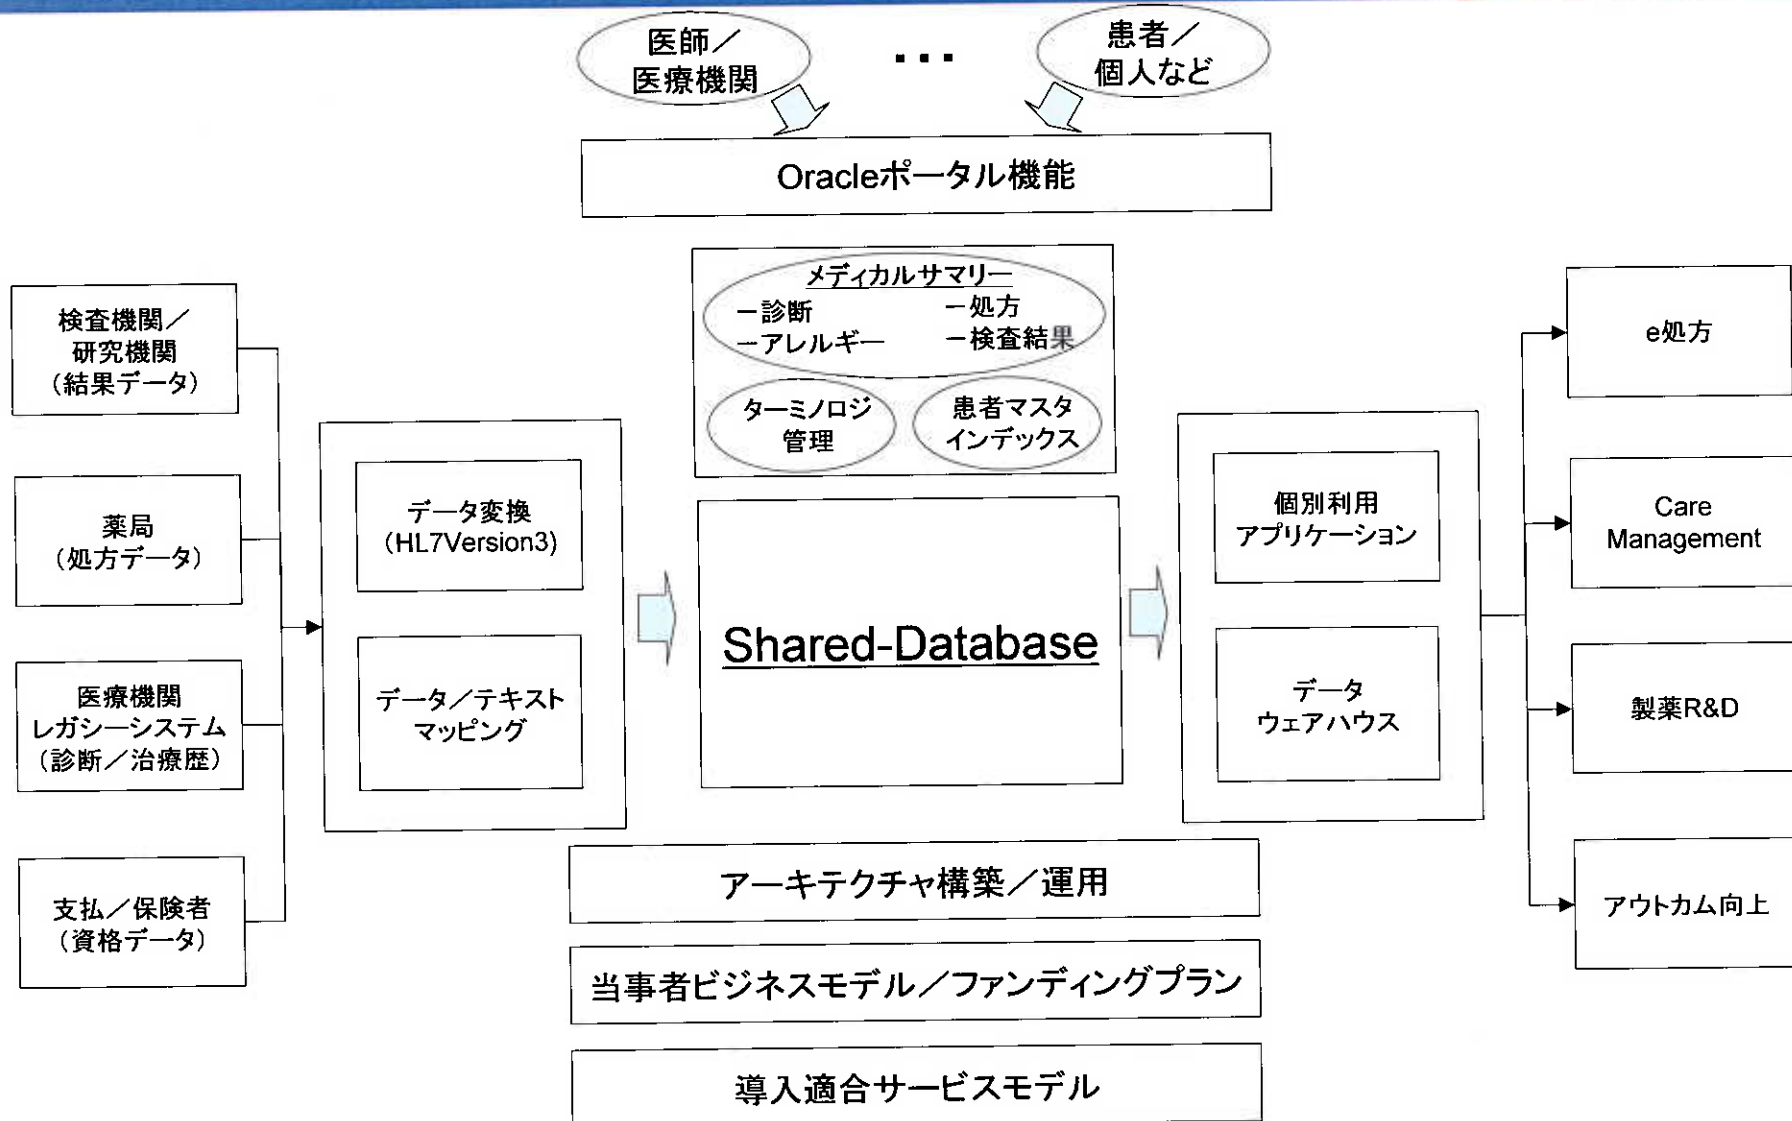 医師／
医療機関
・・・
患者／
個人など
Oracleポータル機能
メディカルサマリー
－診断　－処方
－アレルギー　－検査結果
ターミノロジ
管理
患者マスタ
インデックス
検査機関／
研究機関
（結果データ）
薬局
（処方データ）
医療機関
レガシーシステム
（診断／治療歴）
支払／保険者
（資格データ）
データ変換
(HL7Version3)
データ／テキスト
マッピング
Shared-Database
個別利用
アプリケーション
データ
ウェアハウス
e処方
Care
Management
製薬R&D
アウトカム向上
アーキテクチャ構築／運用
当事者ビジネスモデル／ファンディングプラン
導入適合サービスモデル